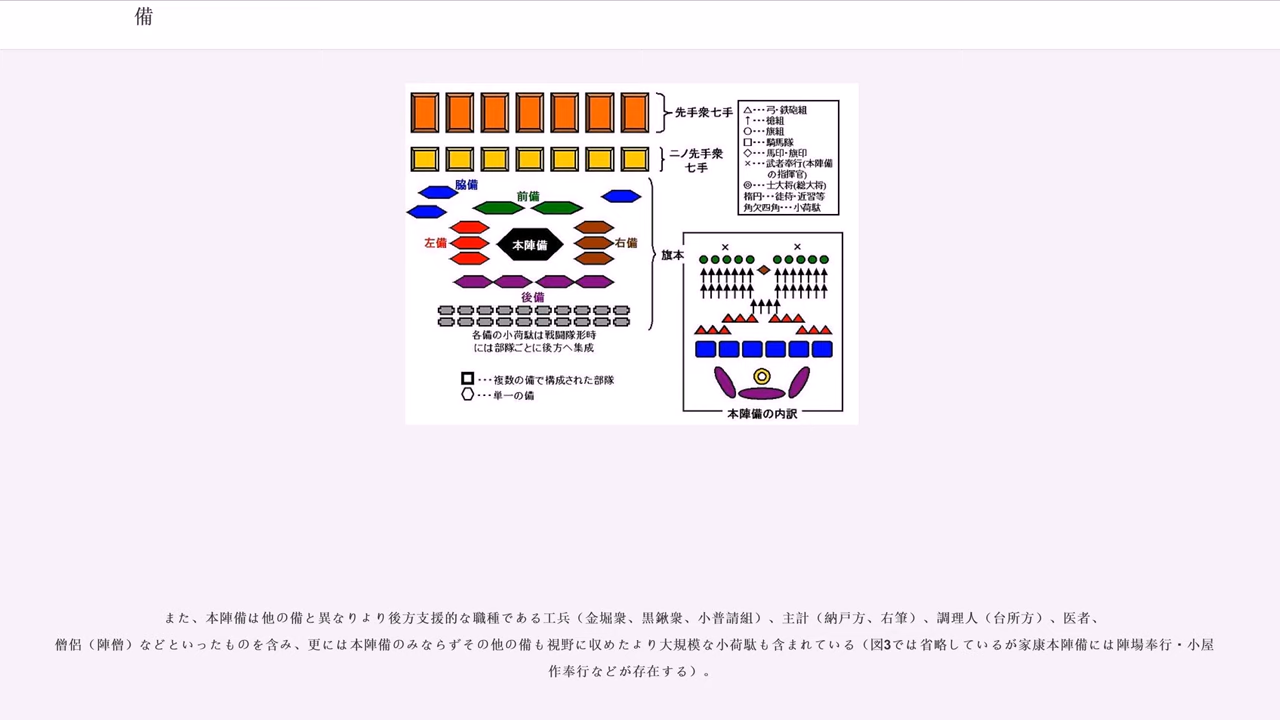 備
先手衆七手
二ノ先手衆
七手
脇備
前備
左備
本陣備
右備
後備
旗本
各備の小荷駄は戦闘隊形時
には部隊ごとに後方へ集成
□･･･複数の備で構成された部隊
･･･単一の備
△･･･弓･鉄砲組
↑･･･槍組
○･･･旗組
□･･･騎馬隊
◇･･･馬印･旗印
×･･･武者奉行(本陣備
の指揮官)
◎･･･士大将(総大将)
楕円･･･徒侍･近習等
角欠四角･･･小荷駄
× ×
本陣備の内訳
また、本陣備は他の備と異なりより後方支援的な職種である工兵（金堀衆、黒鍬衆、小普請組）、主計（納戸方、右筆）、調理人（台所方）、医者、
僧侶（陣僧）などといったものを含み、更には本陣備のみならずその他の備も視野に収めたより大規模な小荷駄も含まれている（図3では省略しているが家康本陣備には陣場奉行・小屋
作奉行などが存在する）。